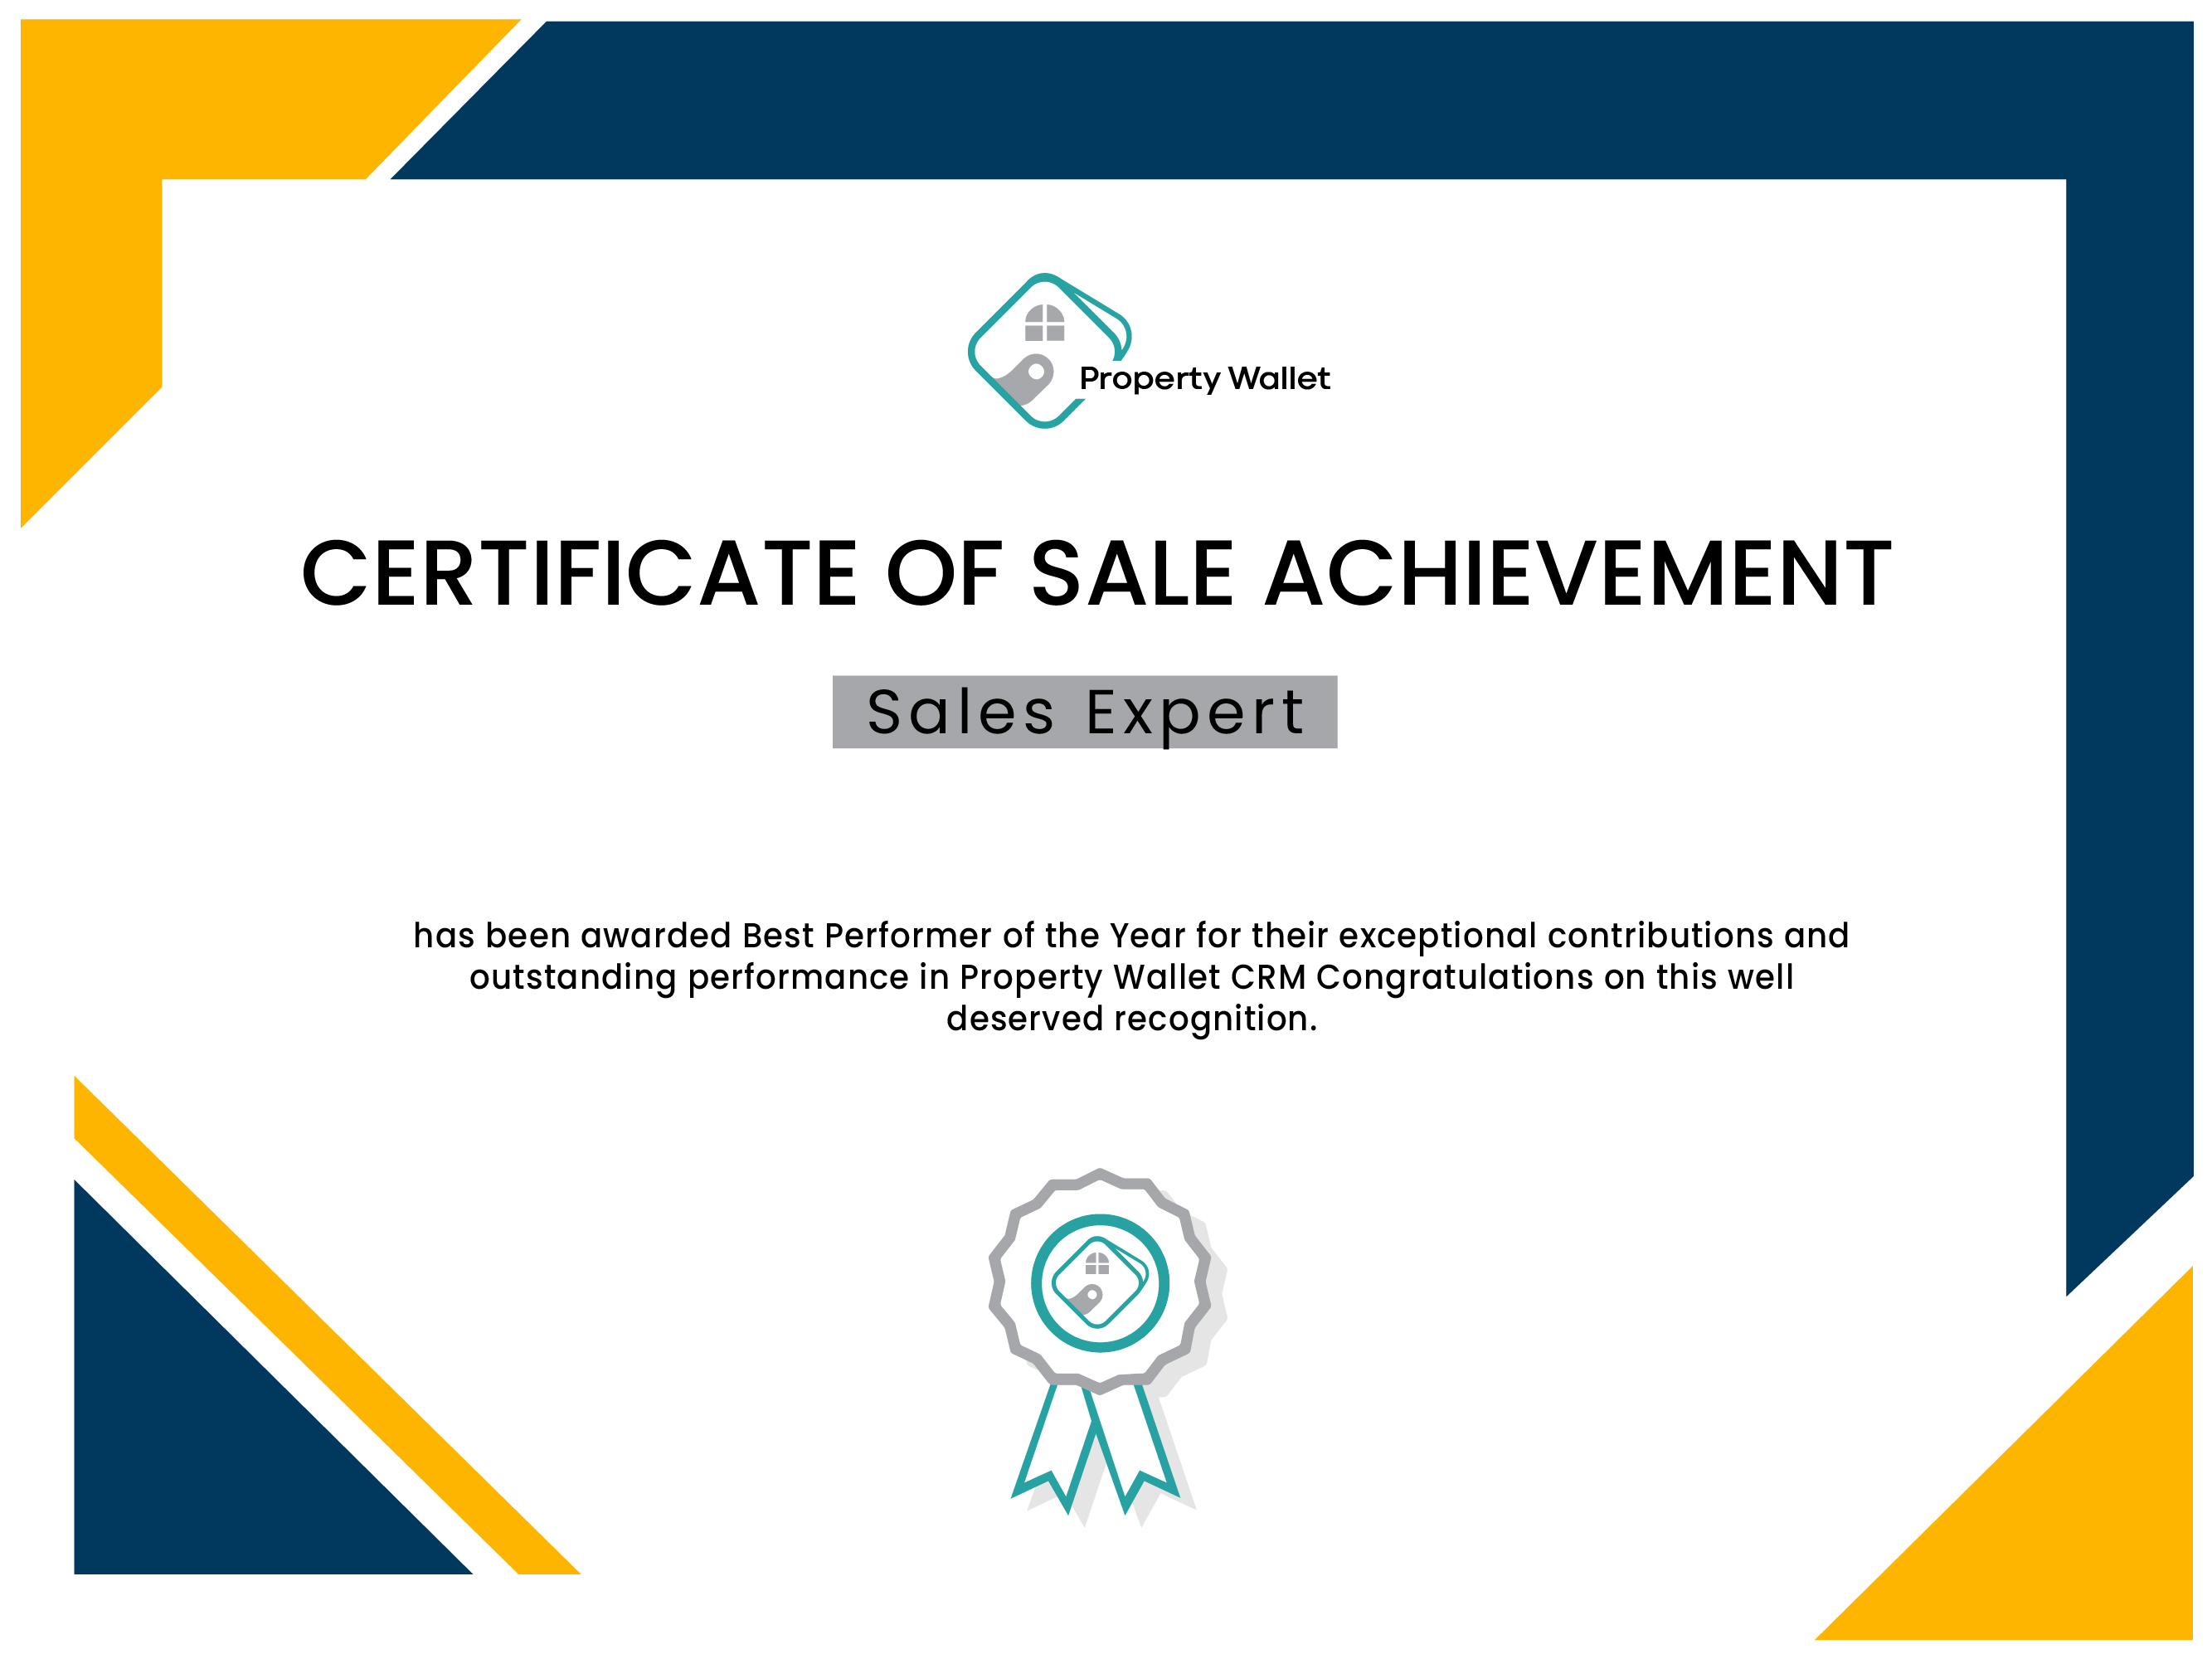 Property Wallet
CERTIFICATE OF SALE ACHIEVEMENT
Sales Expert
has been awarded Best Performer of the Year for their exceptional contributions and
outstanding performance in Property Wallet CRM Congratulations on this well
deserved recognition.